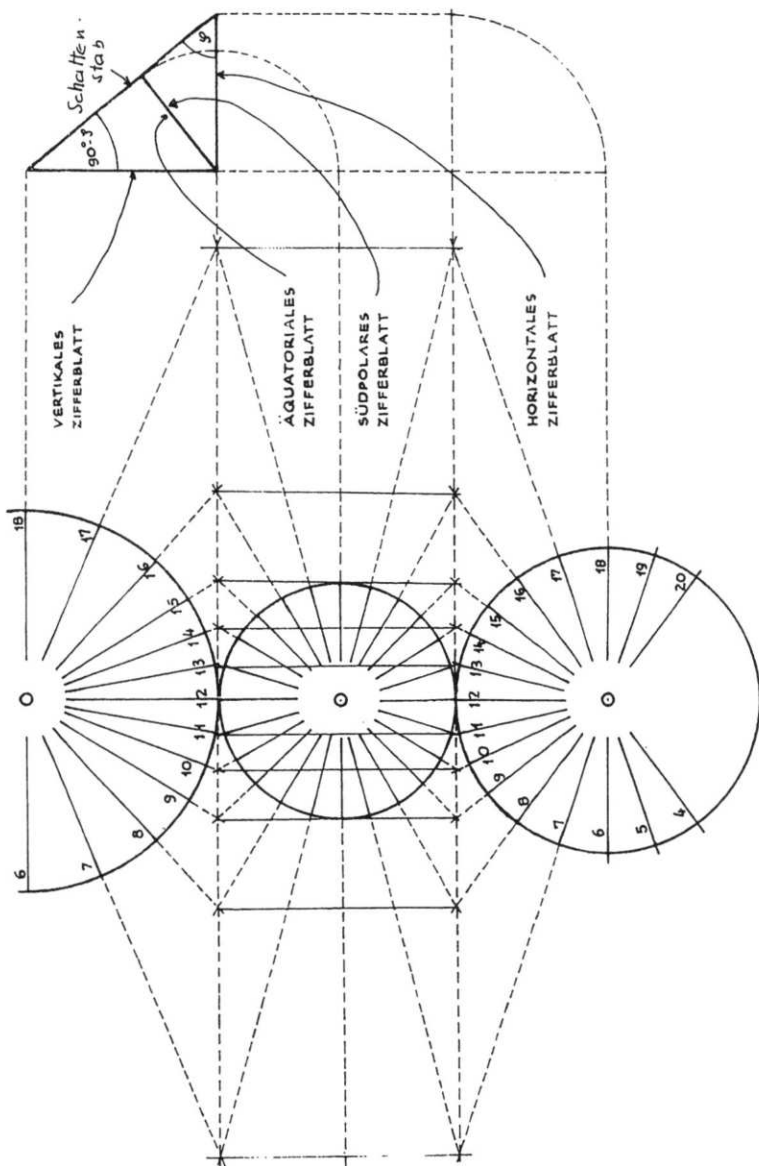 Schatten-
stab
90°-φ
φ
VERTIKALES
ZIFFERBLATT
ÄQUATORIALES
ZIFFERBLATT
SÜDPOLARES
ZIFFERBLATT
HORIZONTALES
ZIFFERBLATT
18
17
16
15
14
13
12
11
10
9
8
7
6
20
19
18
17
16
15
14
13
12
11
10
9
8
7
6
5
4